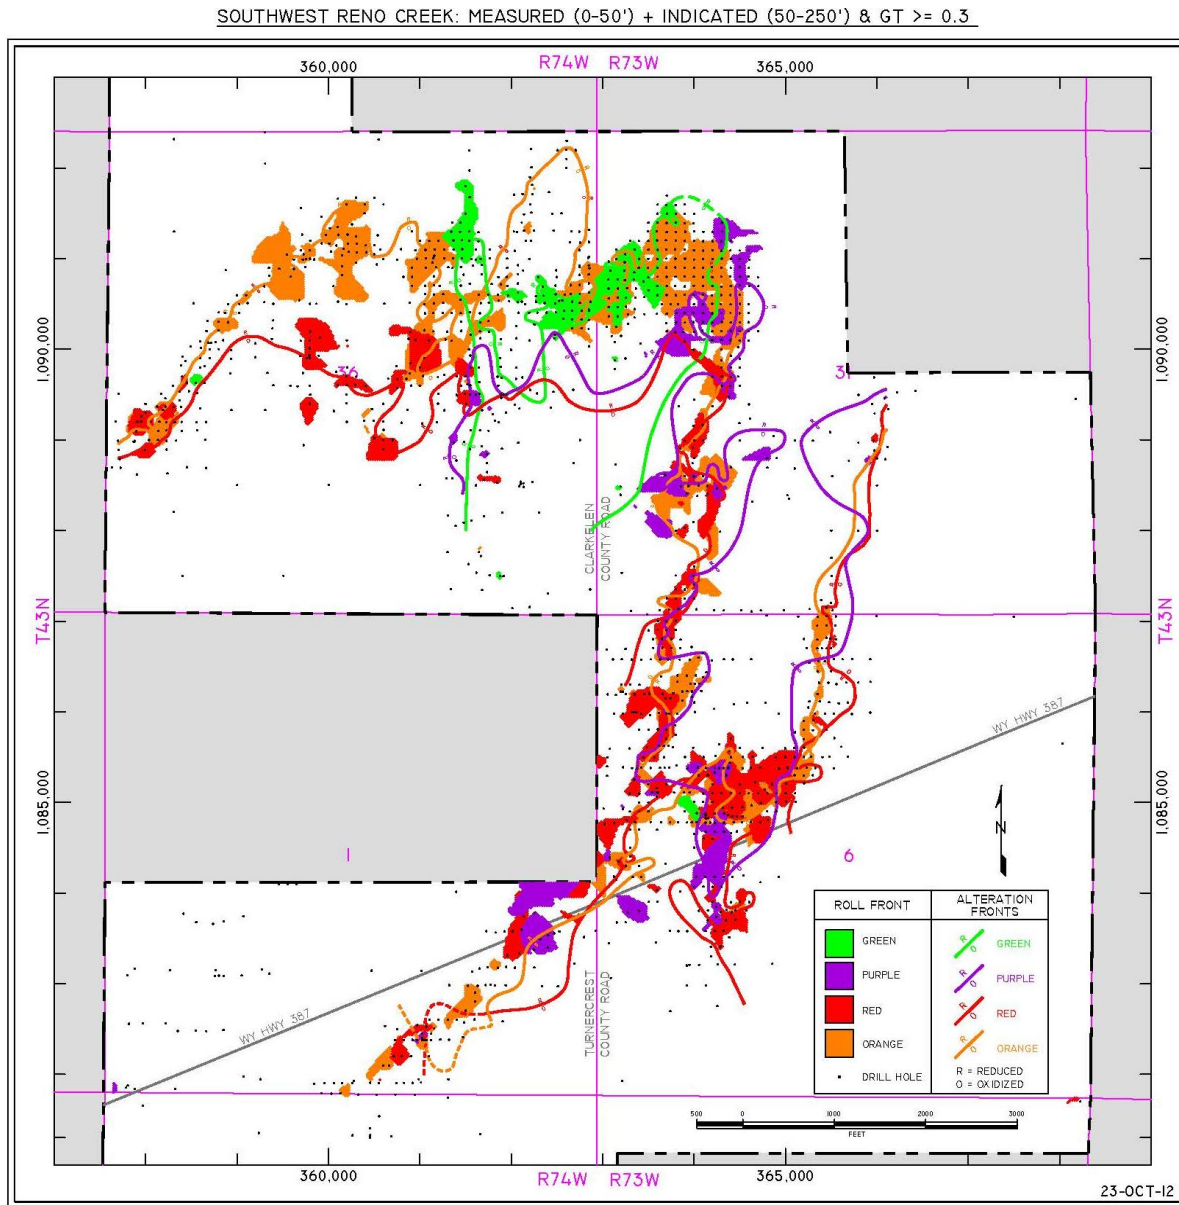 SOUTHWEST RENO CREEK: MEASURED (0-50') + INDICATED (50-250') & GT >= 0.3
360,000
R74W
R73W
365,000
1,090,000
1,090,000
36
31
CLARKELEN
COUNTY ROAD
T43N
T43N
WY HWY 387
1,085,000
1,085,000
N
1
6
ROLL FRONT
ALTERATION
FRONTS
GREEN
R
O
GREEN
PURPLE
R
O
PURPLE
RED
R
O
RED
ORANGE
R
O
ORANGE
DRILL HOLE
R = REDUCED
O = OXIDIZED
TURNERCREST
COUNTY ROAD
WY HWY 387
500
0
1000
2000
3000
FEET
360,000
R74W
R73W
365,000
23-OCT-12